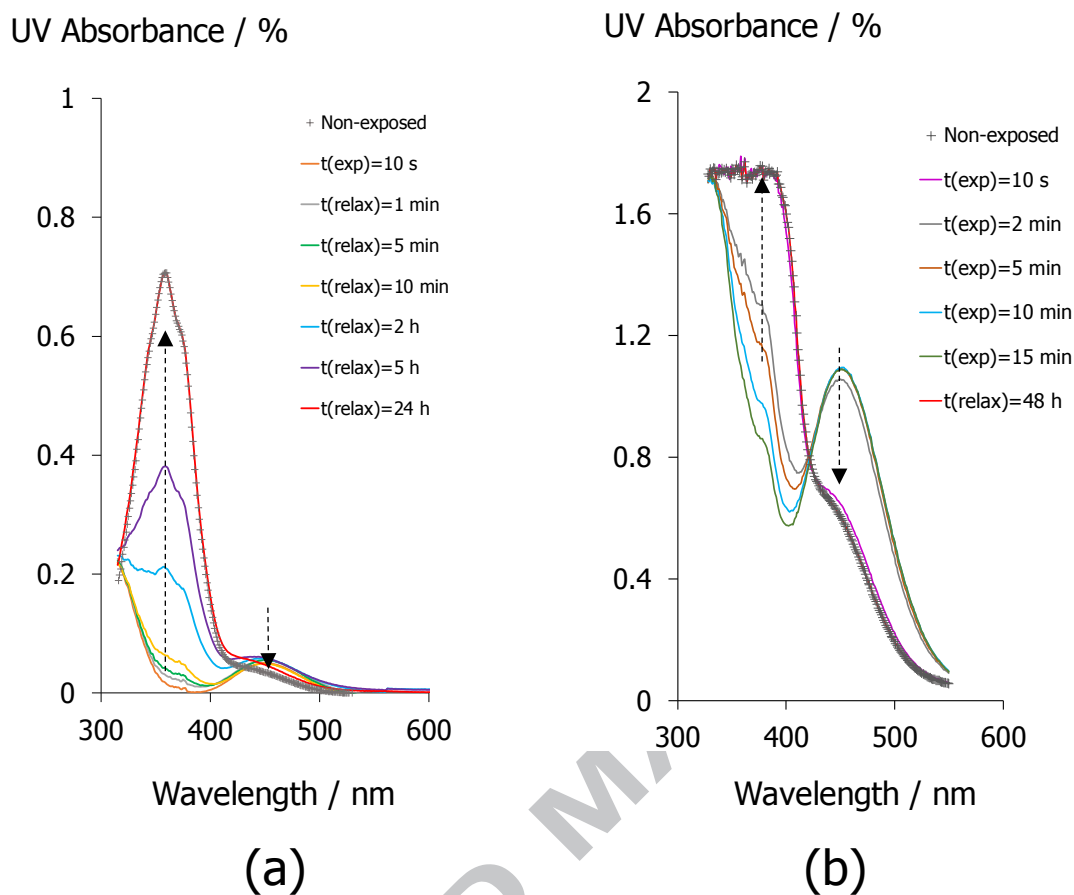 UV Absorbance / %
1
0.8
0.6
0.4
0.2
0
300
400
500
600
Non-exposed
t(exp)=10 s
t(relax)=1 min
t(relax)=5 min
t(relax)=10 min
t(relax)=2 h
t(relax)=5 h
t(relax)=24 h
Wavelength / nm
(a)
UV Absorbance / %
2
1.6
1.2
0.8
0.4
0
300
400
500
600
Non-exposed
t(exp)=10 s
t(exp)=2 min
t(exp)=5 min
t(exp)=10 min
t(exp)=15 min
t(relax)=48 h
Wavelength / nm
(b)